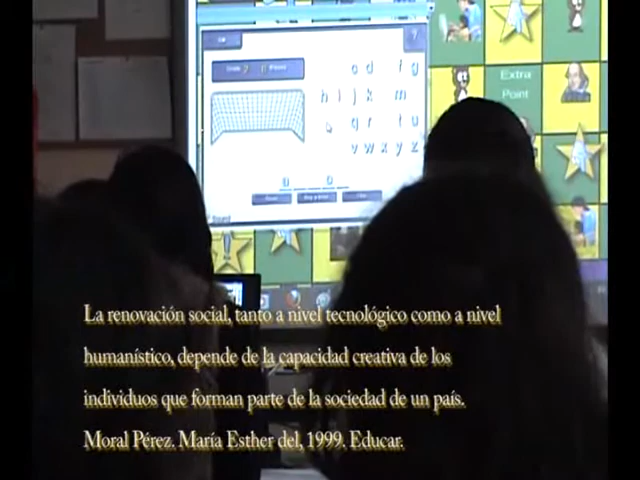 Extra
Point
o d f g
h i j k m
q r t u
v w x y z
La renovación social, tanto a nivel tecnológico como a nivel
humanístico, depende de la capacidad creativa de los
individuos que forman parte de la sociedad de un país.
Moral Pérez. María Esther del, 1999. Educar.